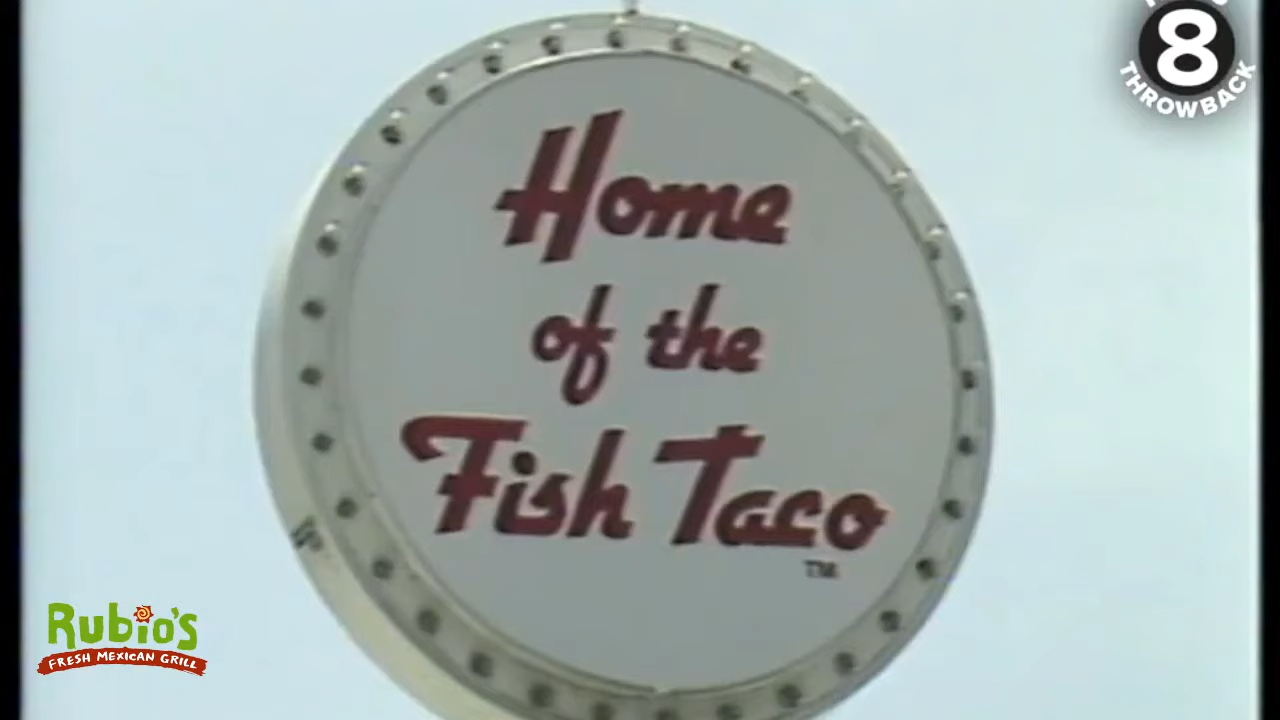 8
THROWBACK
Home
of the
Fish Taco
TM
Rubio's
FRESH MEXICAN GRILL